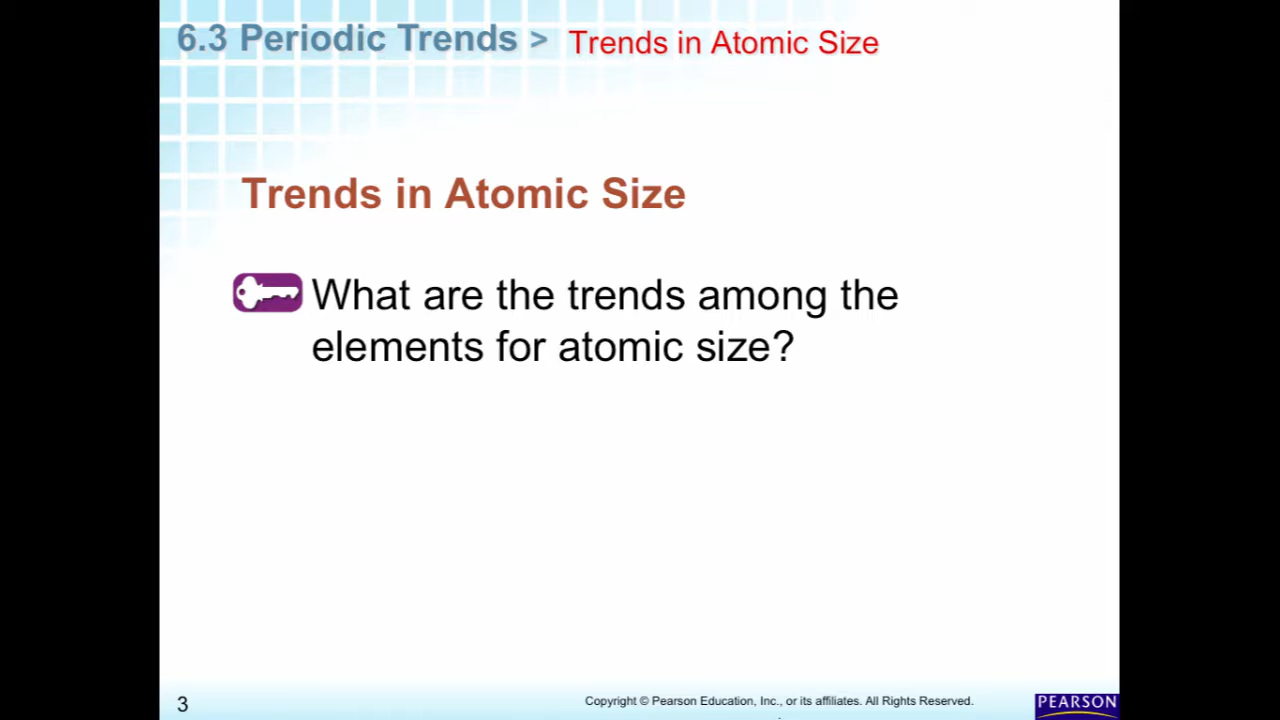 6.3 Periodic Trends > Trends in Atomic Size
Trends in Atomic Size
What are the trends among the
elements for atomic size?
3 Copyright © Pearson Education, Inc., or its affiliates. All Rights Reserved. PEARSON